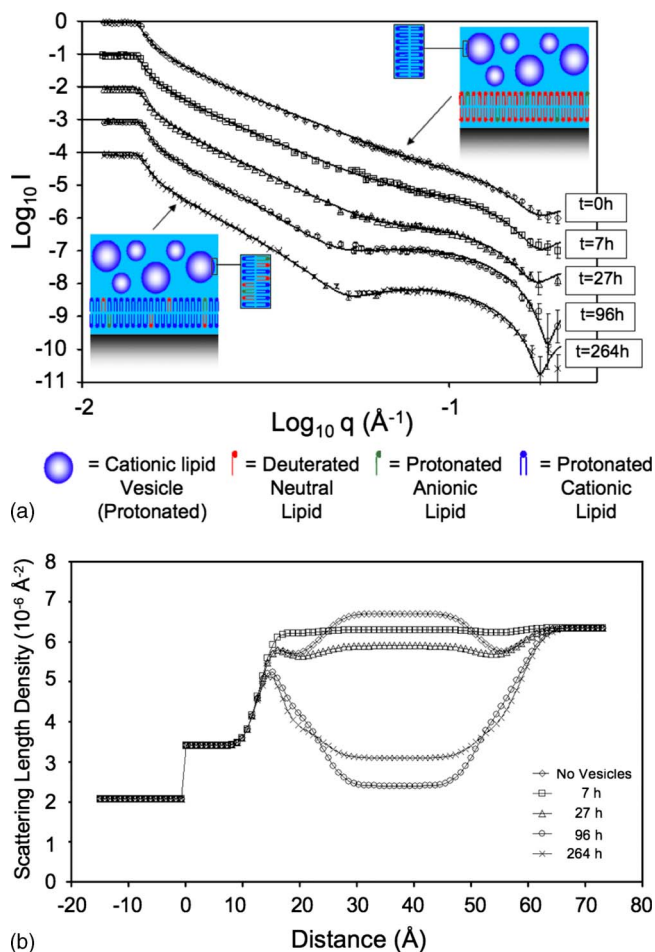 (a)
0
-1
-2
-3
-4
-5
-6
-7
-8
-9
-10
-11
Log10 I
t=0h
t=7h
t=27h
t=96h
t=264h
-2
-1
Log10 q (Å-1)
= Cationic lipid Vesicle (Protonated)
= Deuterated Neutral Lipid
= Protonated Anionic Lipid
= Protonated Cationic Lipid
8
7
6
5
4
3
2
1
0
Scattering Length Density (10-6 Å-2)
No Vesicles
7 h
27 h
96 h
264 h
-20 -10 0 10 20 30 40 50 60 70 80
Distance (Å)
(b)